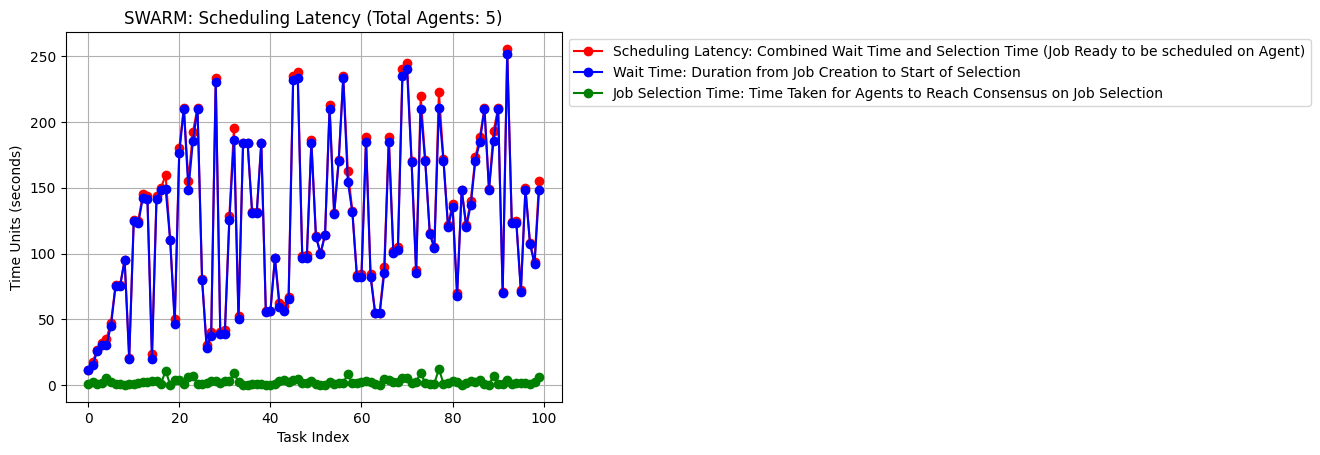 SWARM: Scheduling Latency (Total Agents: 5)
Scheduling Latency: Combined Wait Time and Selection Time (Job Ready to be scheduled on Agent)
Wait Time: Duration from Job Creation to Start of Selection
Job Selection Time: Time Taken for Agents to Reach Consensus on Job Selection
Time Units (seconds)
250
200
150
100
50
0
0 20 40 60 80 100
Task Index